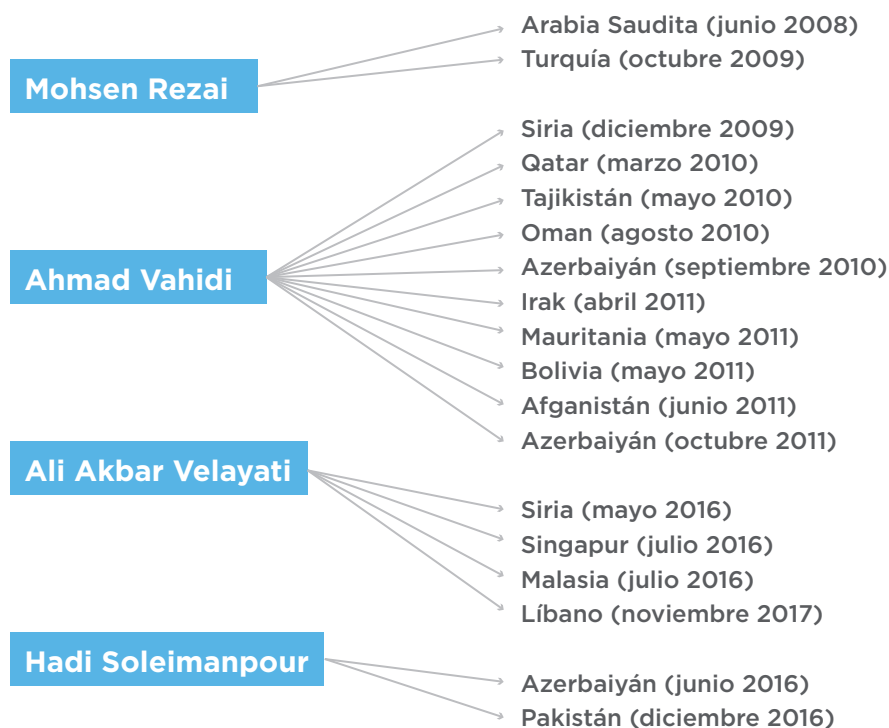 Mohsen Rezai
Arabia Saudita (junio 2008)
Turquía (octubre 2009)
Ahmad Vahidi
Siria (diciembre 2009)
Qatar (marzo 2010)
Tajikistán (mayo 2010)
Oman (agosto 2010)
Azerbaiyán (septiembre 2010)
Irak (abril 2011)
Mauritania (mayo 2011)
Bolivia (mayo 2011)
Afganistán (junio 2011)
Azerbaiyán (octubre 2011)
Ali Akbar Velayati
Siria (mayo 2016)
Singapur (julio 2016)
Malasia (julio 2016)
Líbano (noviembre 2017)
Hadi Soleimanpour
Azerbaiyán (junio 2016)
Pakistán (diciembre 2016)